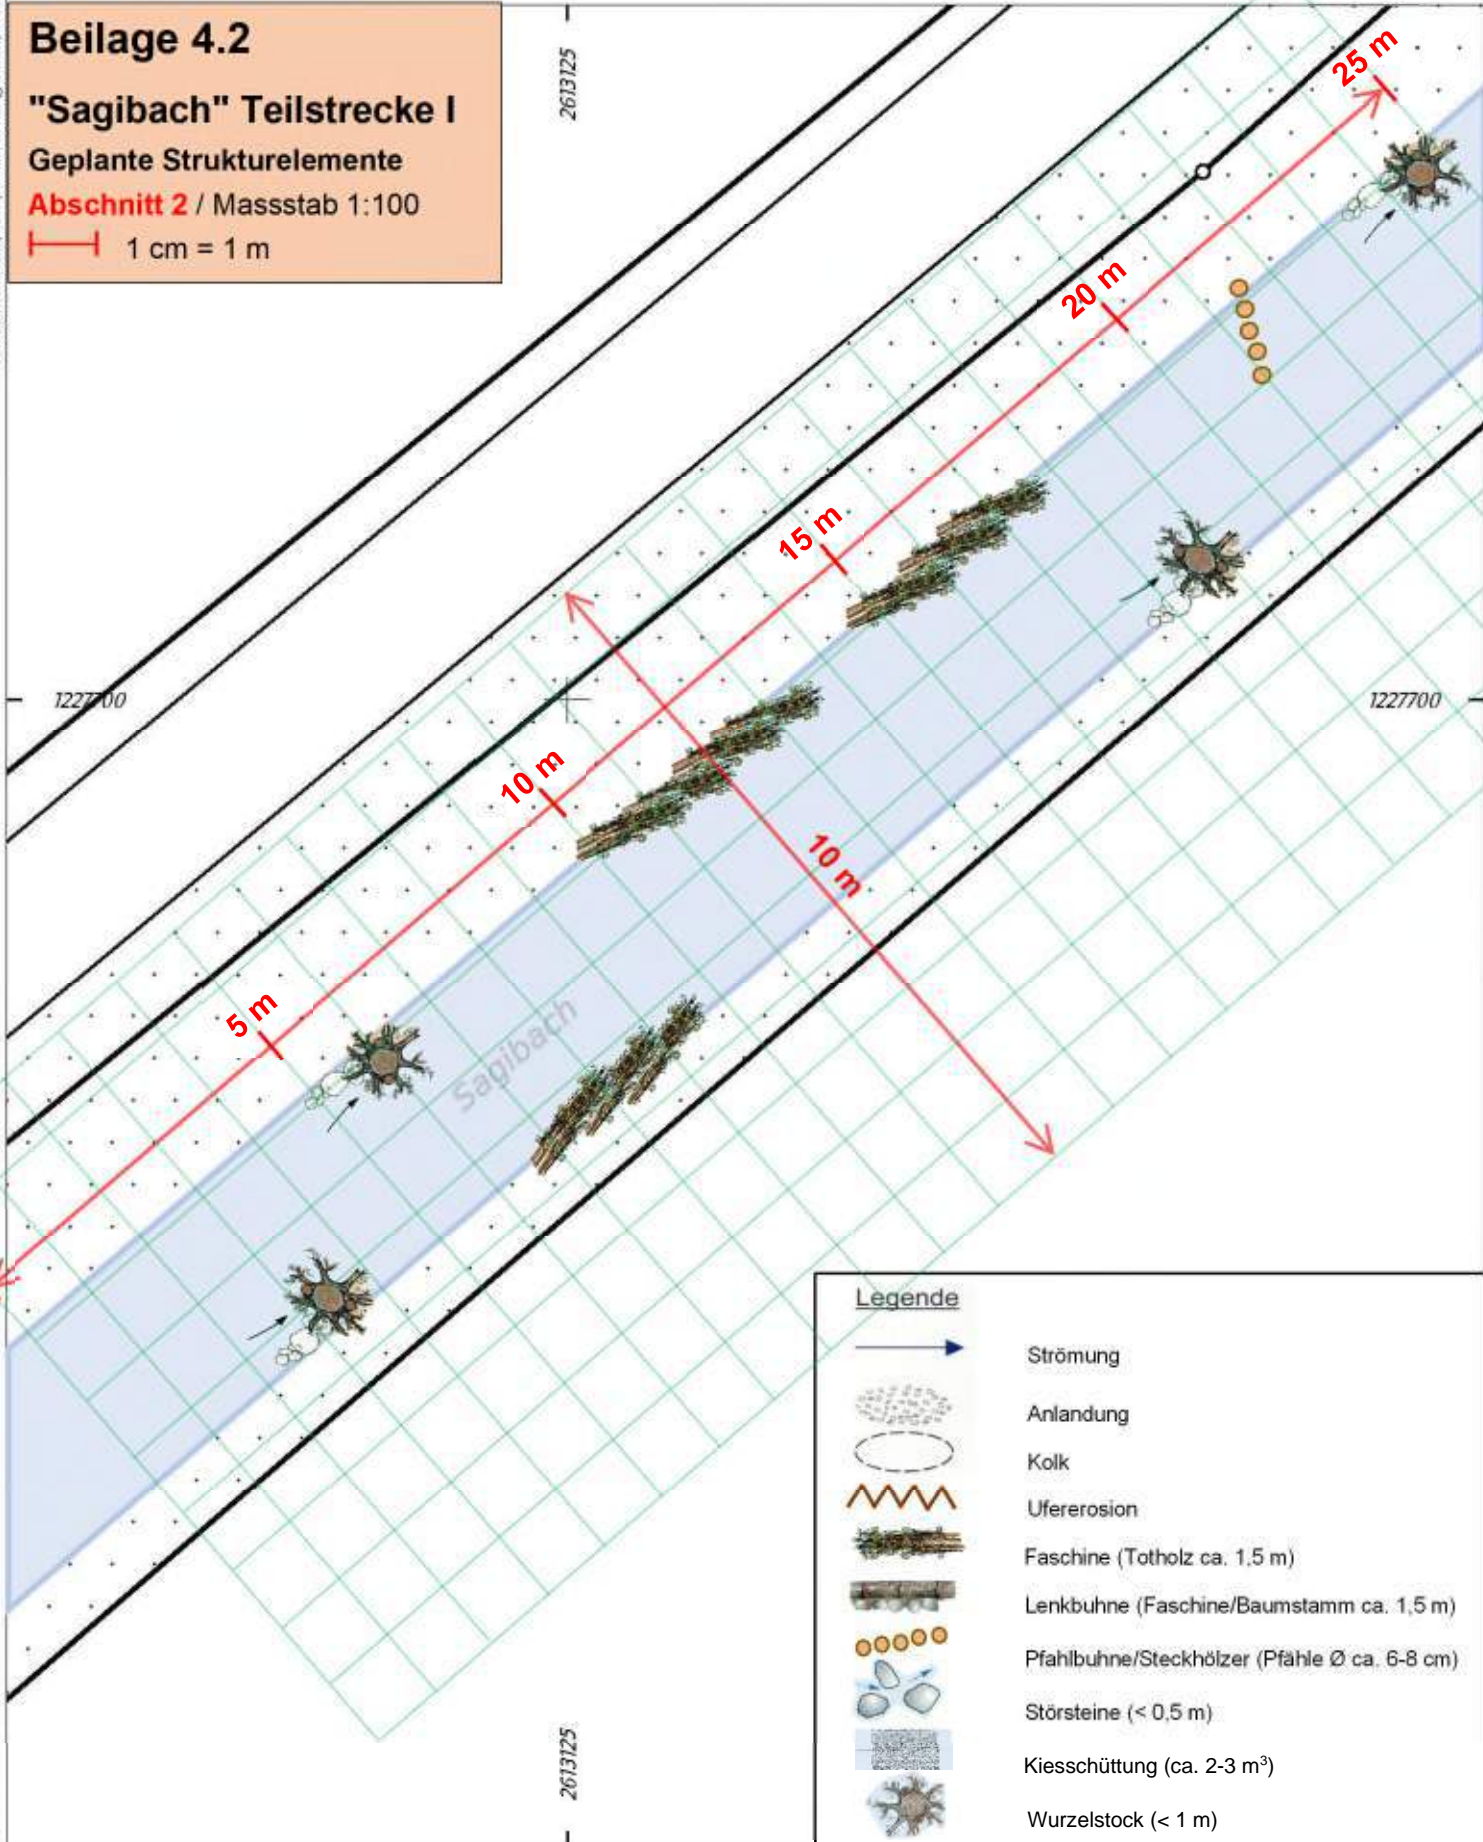 Beilage 4.2
"Sagibach" Teilstrecke I
Geplante Strukturelemente
Abschnitt 2 / Massstab 1:100
1 cm = 1 m
2613125
25 m
20 m
15 m
1227700
1227700
10 m
10 m
5 m
Sagibach
2613125
Legende
Strömung
Anlandung
Kolk
Ufererosion
Faschine (Totholz ca. 1,5 m)
Lenkbuhne (Faschine/Baumstamm ca. 1,5 m)
Pfahlbuhne/Steckhölzer (Pfähle Ø ca. 6-8 cm)
Störsteine (< 0,5 m)
Kiesschüttung (ca. 2-3 m³)
Wurzelstock (< 1 m)